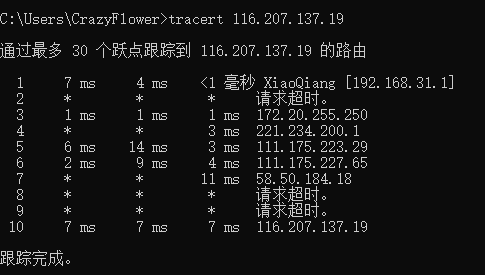 C:\Users\CrazyFlower>tracert 116.207.137.19
通过最多 30 个跃点跟踪到 116.207.137.19 的路由
1 7 ms 4 ms <1 毫秒 XiaoQiang [192.168.31.1]
2 * * * 请求超时。
3 1 ms 1 ms 1 ms 172.20.255.250
4 * * 3 ms 221.234.200.1
5 6 ms 14 ms 3 ms 111.175.223.29
6 2 ms 9 ms 4 ms 111.175.227.65
7 * * 11 ms 58.50.184.18
8 * * * 请求超时。
9 * * * 请求超时。
10 7 ms 7 ms 7 ms 116.207.137.19
跟踪完成。